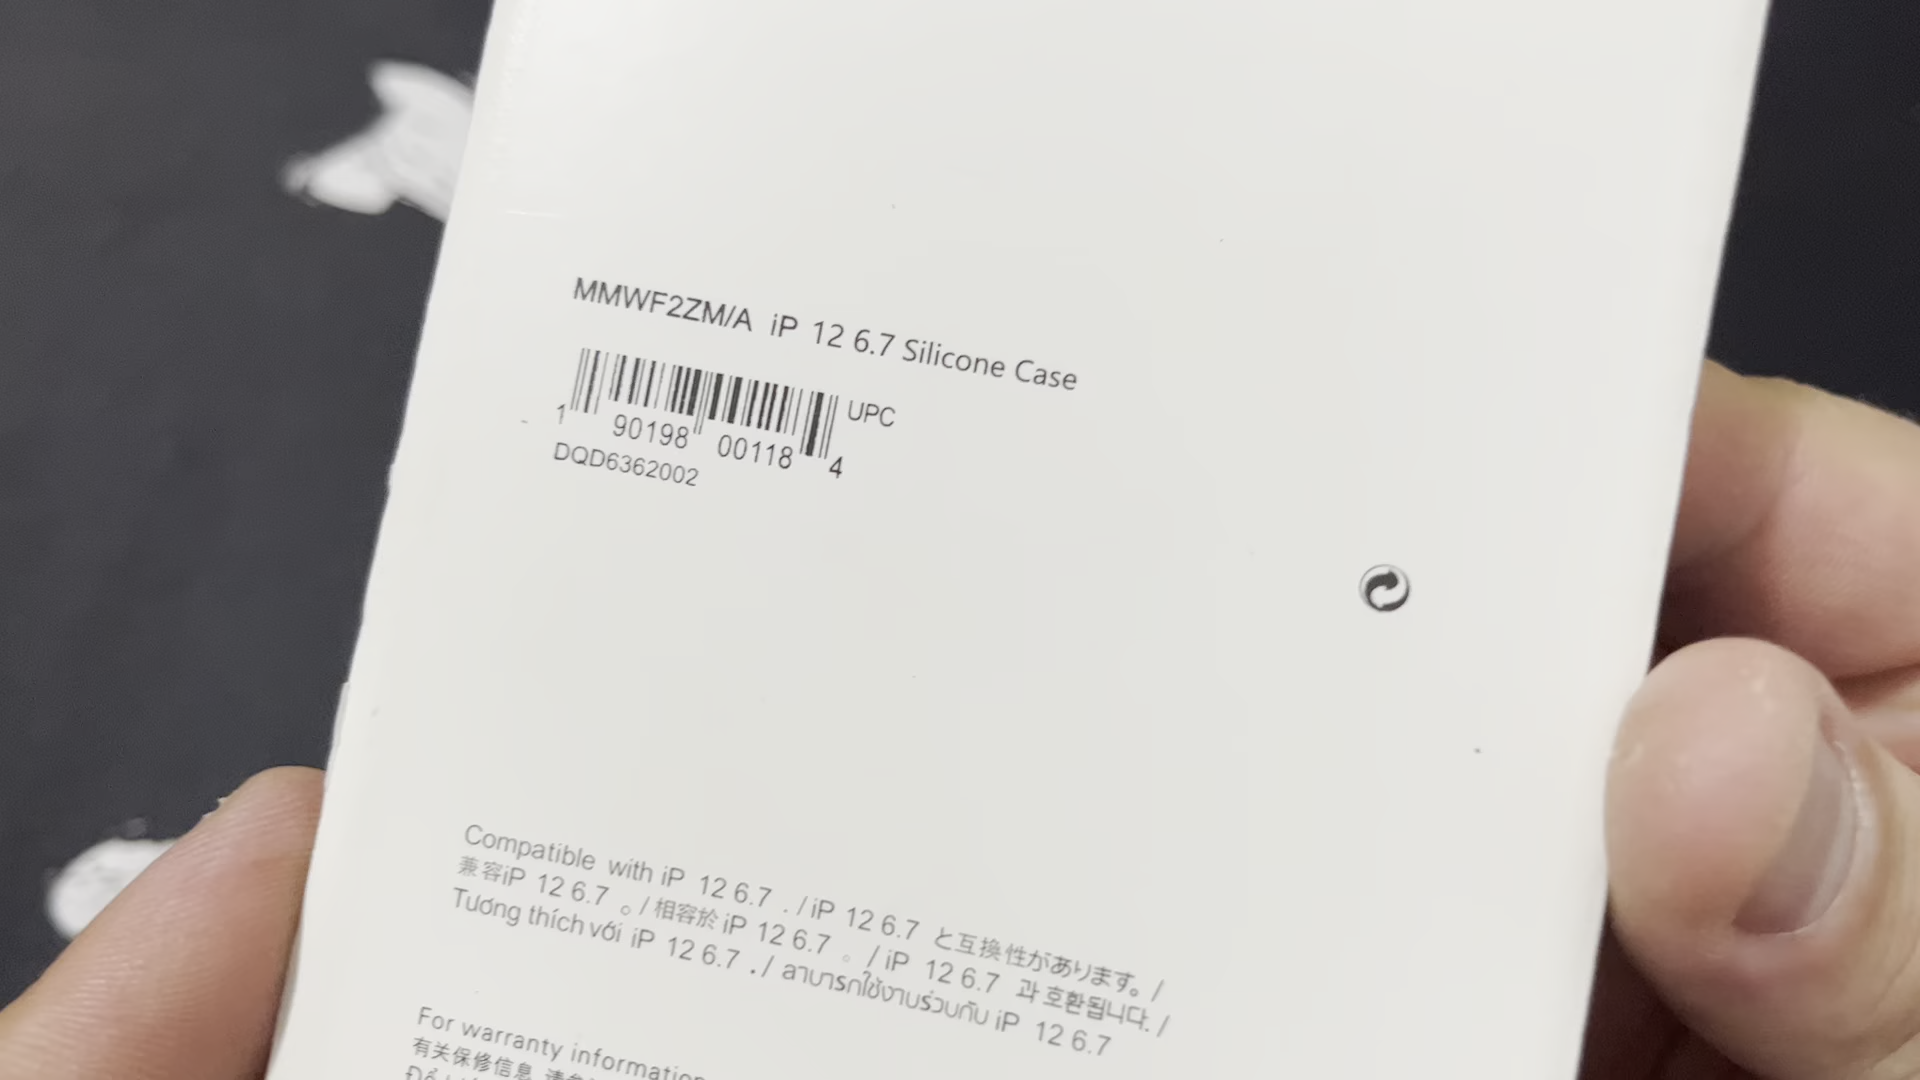 MMWF2ZM/A iP 12 6.7 Silicone Case
UPC
1 90198 00118 4
DQD6362002
Compatible with iP 12 6.7 . / iP 12 6.7 と互換性があります。 /
兼容iP 12 6.7 。 / 相容於 iP 12 6.7 。 / iP 12 6.7 과 호환됩니다. /
Tương thích với iP 12 6.7 . / สามารถใช้งานร่วมกับ iP 12 6.7
For warranty information
有关保修信息